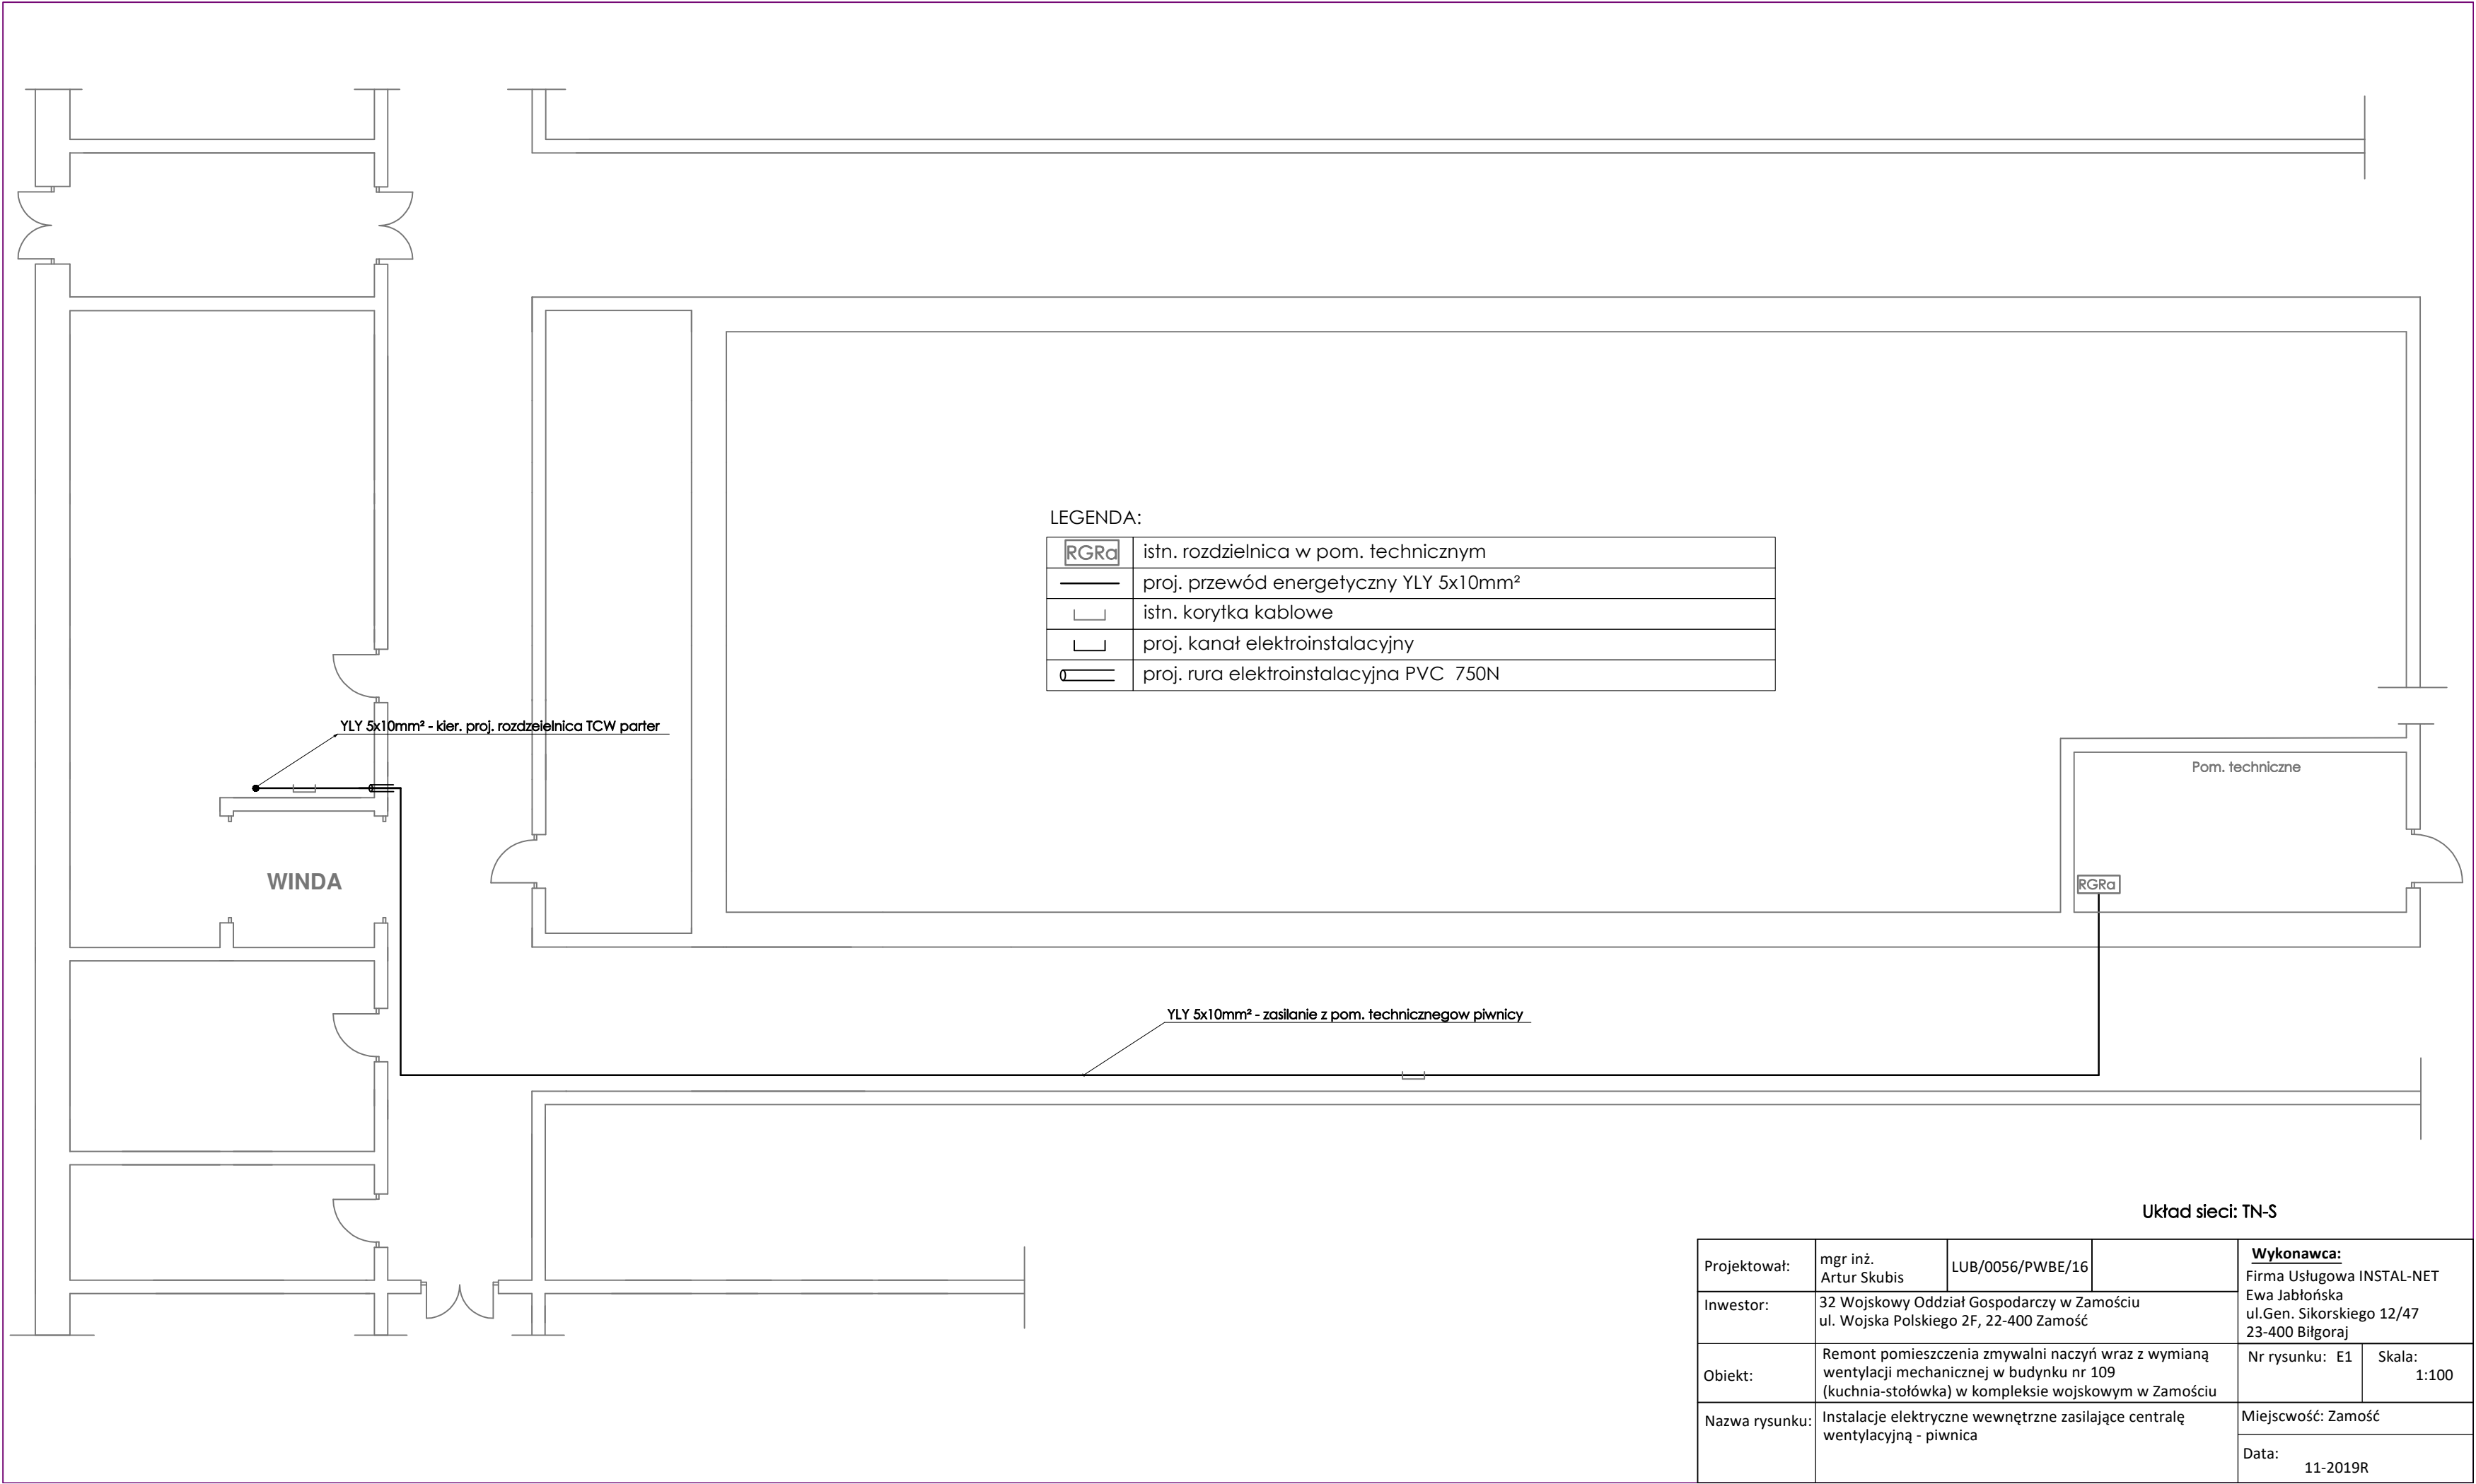 LEGENDA:
RGRa istn. rozdzielnica w pom. technicznym
proj. przewód energetyczny YLY 5x10mm²
istn. korytka kablowe
proj. kanał elektroinstalacyjny
proj. rura elektroinstalacyjna PVC 750N
YLY 5x10mm² - kier. proj. rozdzeielnica TCW parter
Pom. techniczne
WINDA
RGRa
YLY 5x10mm² - zasilanie z pom. technicznegow piwnicy
Układ sieci: TN-S
Projektował:
mgr inż.
Artur Skubis
LUB/0056/PWBE/16
Wykonawca:
Firma Usługowa INSTAL-NET
Ewa Jabłońska
ul.Gen. Sikorskiego 12/47
23-400 Biłgoraj
Inwestor:
32 Wojskowy Oddział Gospodarczy w Zamościu
ul. Wojska Polskiego 2F, 22-400 Zamość
Obiekt:
Remont pomieszczenia zmywalni naczyń wraz z wymianą
wentylacji mechanicznej w budynku nr 109
(kuchnia-stołówka) w kompleksie wojskowym w Zamościu
Nr rysunku: E1
Skala:
1:100
Nazwa rysunku:
Instalacje elektryczne wewnętrzne zasilające centralę
wentylacyjną - piwnica
Miejscwość: Zamość
Data:
11-2019R